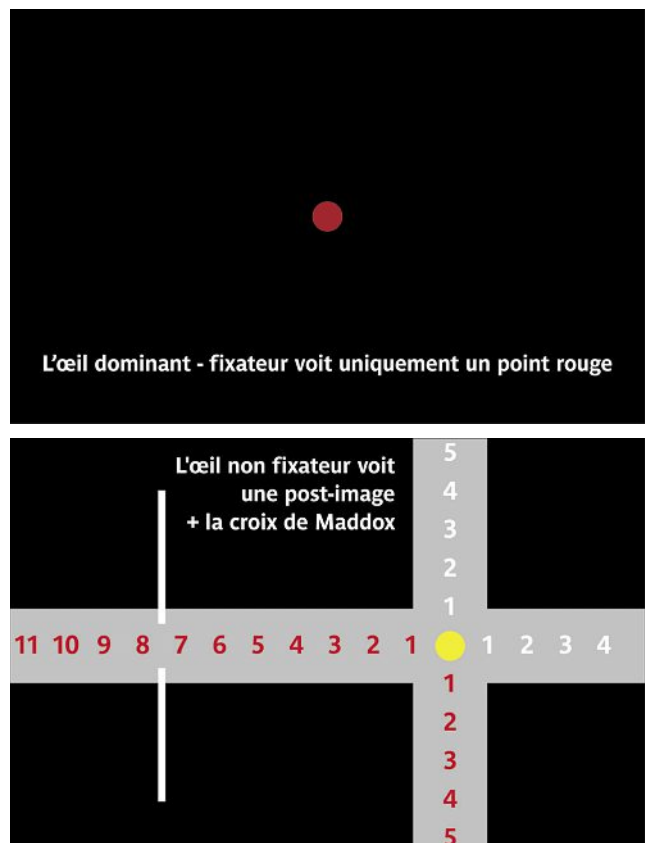 L'œil dominant - fixateur voit uniquement un point rouge
L'œil non fixateur voit
une post-image
+ la croix de Maddox
5
4
3
2
1
11 10 9 8 7 6 5 4 3 2 1 1 2 3 4
1
2
3
4
5